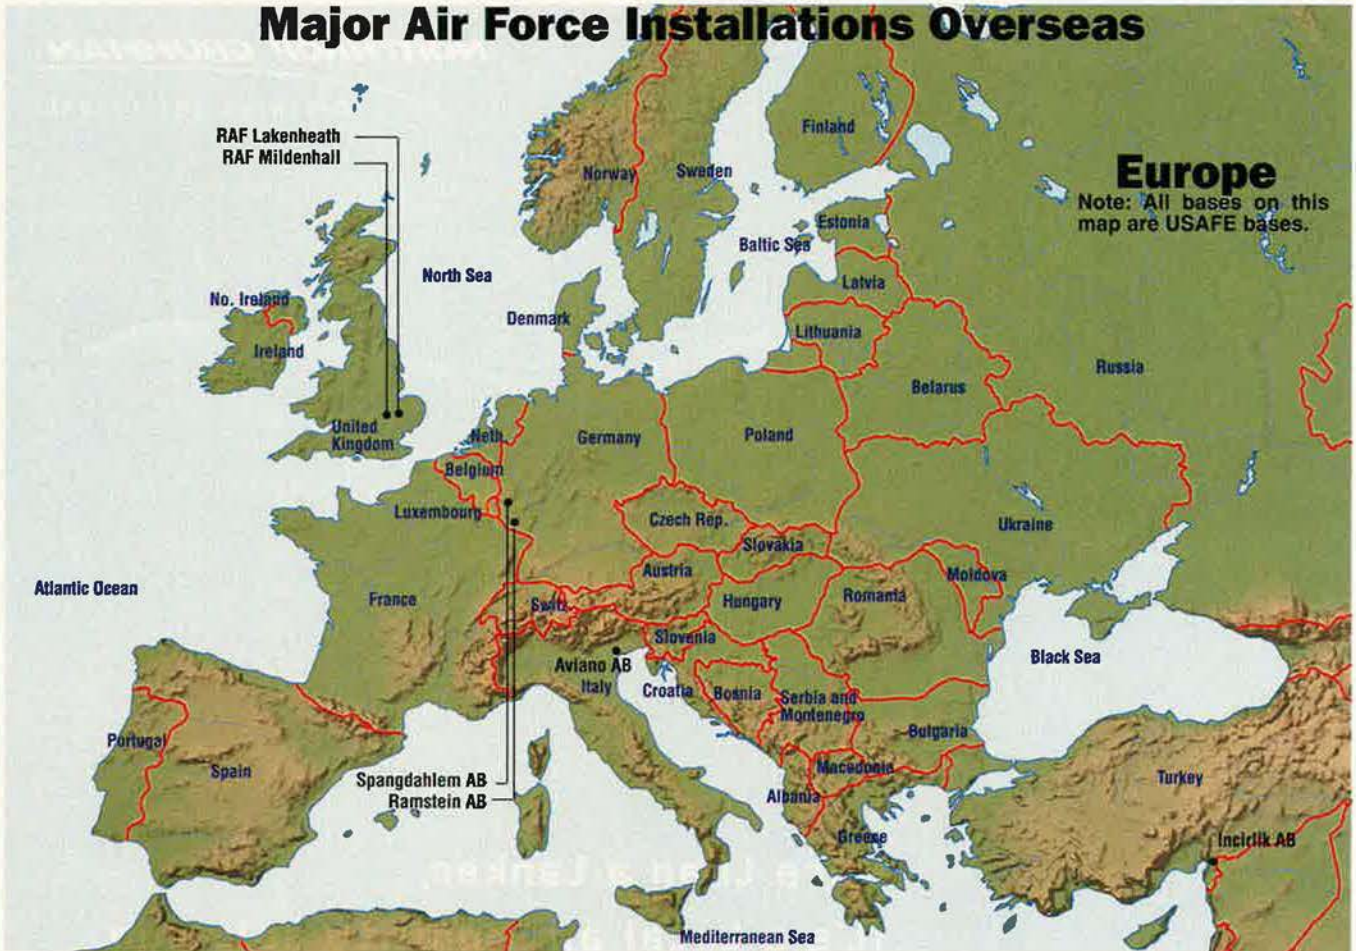 Major Air Force Installations Overseas
RAF Lakenheath
RAF Mildenhall
Finland
Norway
Sweden
Europe
Note: All bases on this
map are USAFE bases.
Estonia
Baltic Sea
North Sea
Latvia
No. Ireland
Denmark
Lithuania
Ireland
Russia
Belarus
United
Kingdom
Neth
Germany
Poland
Belgium
Luxembourg
Czech Rep.
Ukraine
Slovakia
Austria
Moldova
Atlantic Ocean
France
Switz
Hungary
Romania
Slovenia
Black Sea
Aviano AB
Italy
Croatia
Bosnia
Serbia and
Montenegro
Bulgaria
Portugal
Spain
Macedonia
Turkey
Spangdahlem AB
Ramstein AB
Albania
Greece
Incirlik AB
Mediterranean Sea